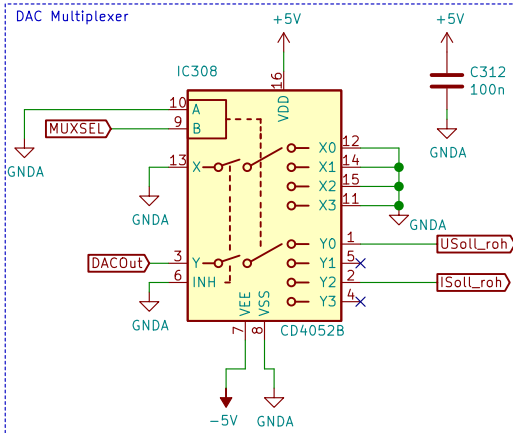 DAC Multiplexer
+5V
+5V
IC308
C312
100n
16
VDD
10
A
MUXSEL
9
B
GNDA
GNDA
12
X0
13
X
14
X1
15
X2
11
X3
GNDA
GNDA
DACOut
3
Y
1
Y0
USoll_roh
5
Y1
6
INH
2
Y2
ISoll_roh
4
Y3
GNDA
VEE
VSS
7
8
CD4052B
-5V
GNDA